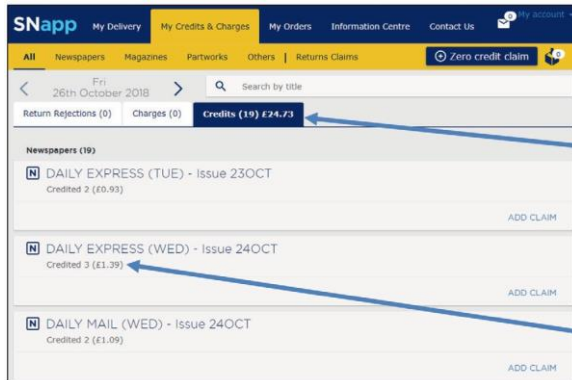 SNapp My Delivery My Credits & Charges My Orders Information Centre Contact Us 0 My account
All Newspapers Magazines Partworks Others | Returns Claims Zero credit claim 0
Fri
26th October 2018 Search by title
Return Rejections (0) Charges (0) Credits (19) £24.73
Newspapers (19)
N DAILY EXPRESS (TUE) - Issue 23OCT
Credited 2 (£0.93)
ADD CLAIM
N DAILY EXPRESS (WED) - Issue 24OCT
Credited 3 (£1.39)
ADD CLAIM
N DAILY MAIL (WED) - Issue 24OCT
Credited 2 (£1.09)
ADD CLAIM